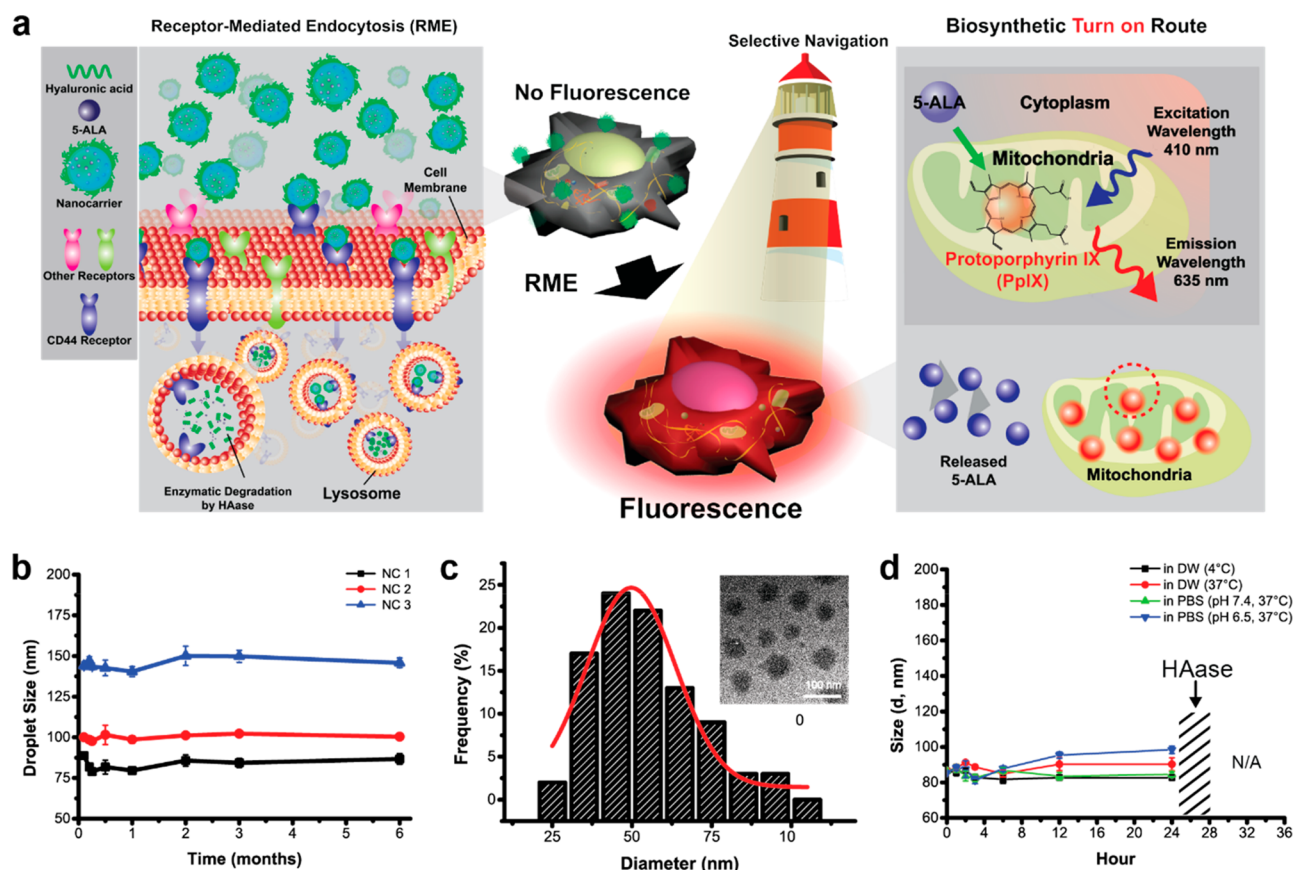 a
Receptor-Mediated Endocytosis (RME)
Hyaluronic acid
5-ALA
Nanocarrier
Other Receptors
CD44 Receptor
Cell
Membrane
Enzymatic Degradation
by HAase
Lysosome
No Fluorescence
Selective Navigation
RME
Fluorescence
Biosynthetic Turn on Route
5-ALA
Cytoplasm
Excitation
Wavelength
410 nm
Mitochondria
Protoporphyrin IX
(PpIX)
Emission
Wavelength
635 nm
Released
5-ALA
Mitochondria
b
NC 1
NC 2
NC 3
200
175
150
125
100
75
50
Droplet Size (nm)
0
1
2
3
4
5
6
Time (months)
c
25
20
15
10
5
0
Frequency (%)
100 nm
0
25
50
75
10
Diameter (nm)
d
in DW (4°C)
in DW (37°C)
in PBS (pH 7.4, 37°C)
in PBS (pH 6.5, 37°C)
200
180
160
140
120
100
80
60
Size (d, nm)
HAase
N/A
0
4
8
12
16
20
24
28
32
36
Hour